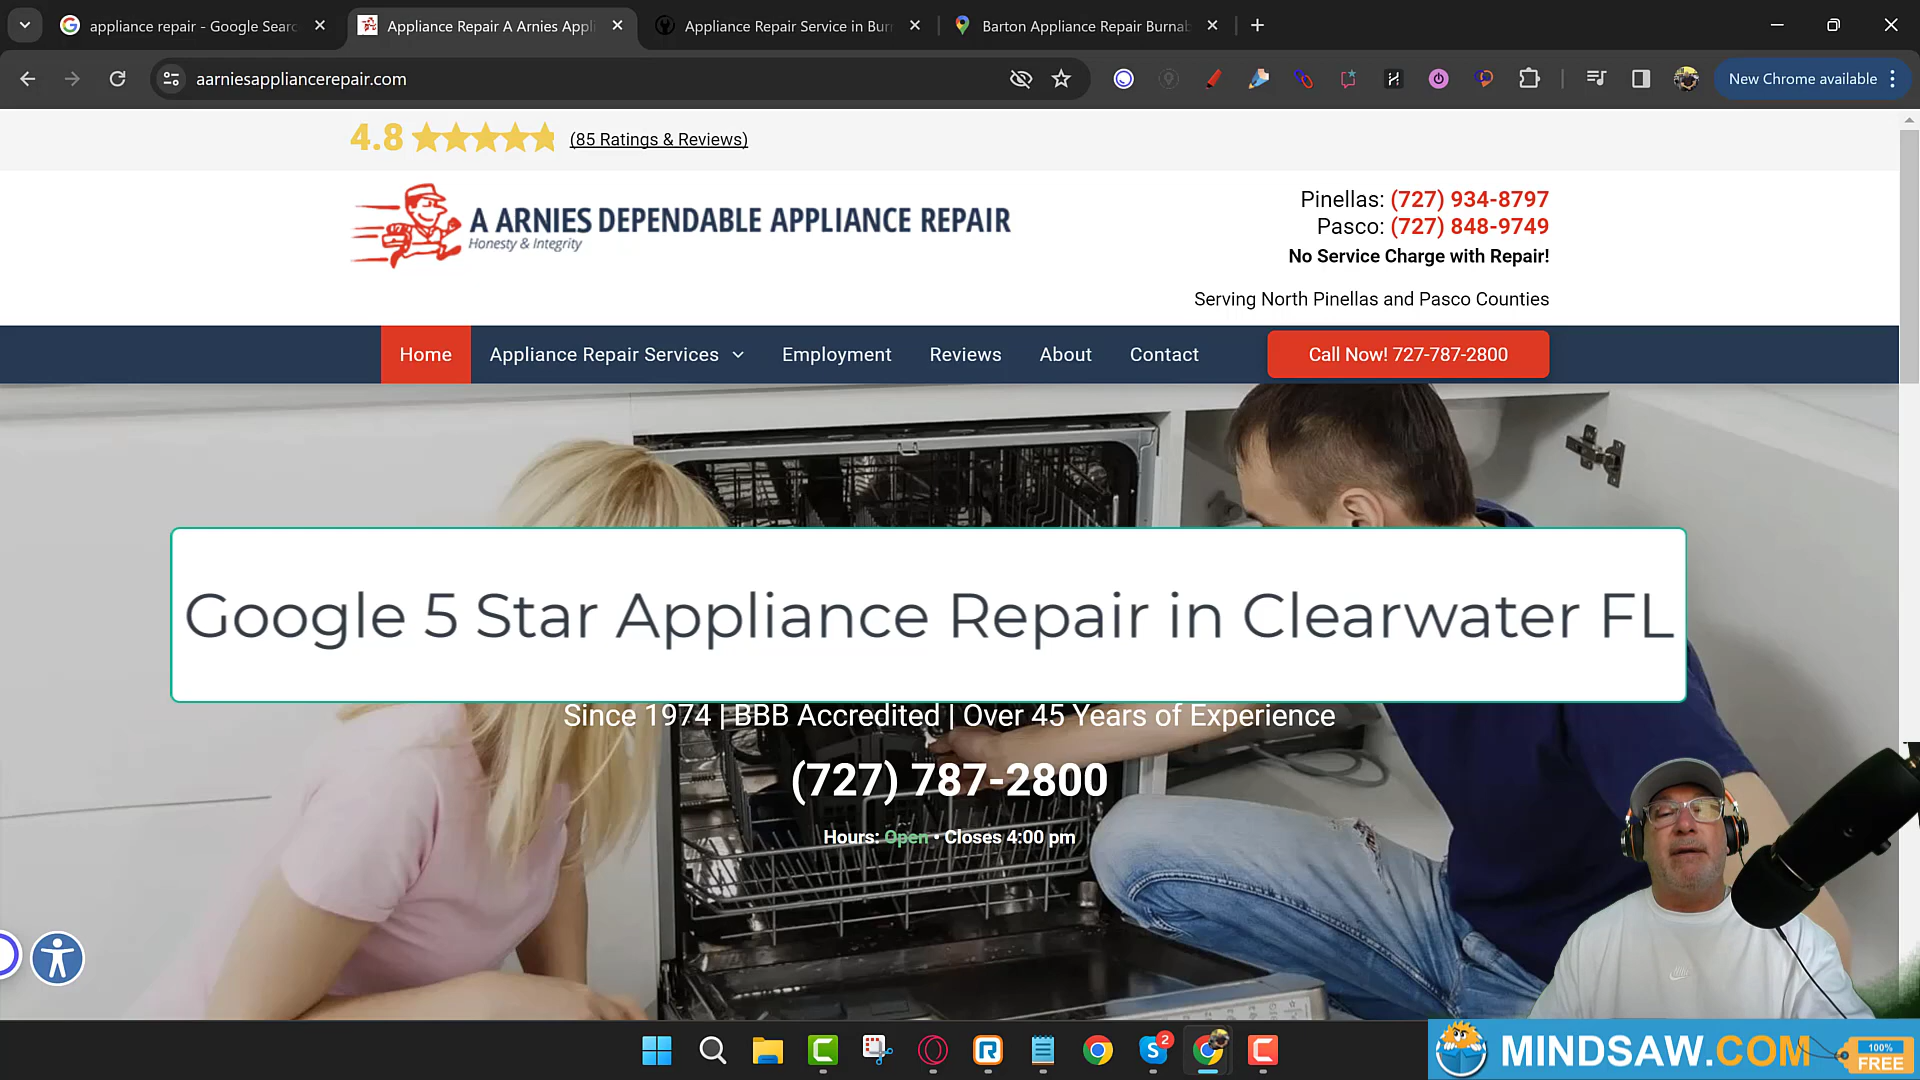 appliance repair - Google Searc
Appliance Repair A Arnies Appli
Appliance Repair Service in Bur
Barton Appliance Repair Burnab
aarniesappliancerepair.com
New Chrome available
4.8
(85 Ratings & Reviews)
A ARNIES DEPENDABLE APPLIANCE REPAIR
Honesty & Integrity
Pinellas: (727) 934-8797
Pasco: (727) 848-9749
No Service Charge with Repair!
Serving North Pinellas and Pasco Counties
Home
Appliance Repair Services
Employment
Reviews
About
Contact
Call Now! 727-787-2800
Google 5 Star Appliance Repair in Clearwater FL
Since 1974 | BBB Accredited | Over 45 Years of Experience
(727) 787-2800
Hours: Open • Closes 4:00 pm
2
MINDSAW.COM
100%
FREE